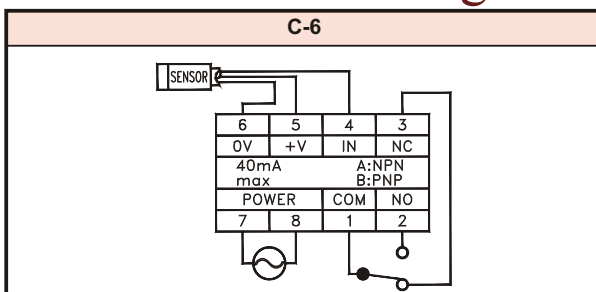 C-6
SENSOR
6 5 4 3
0V +V IN NC
40mA A:NPN
max B:PNP
POWER COM NO
7 8 1 2